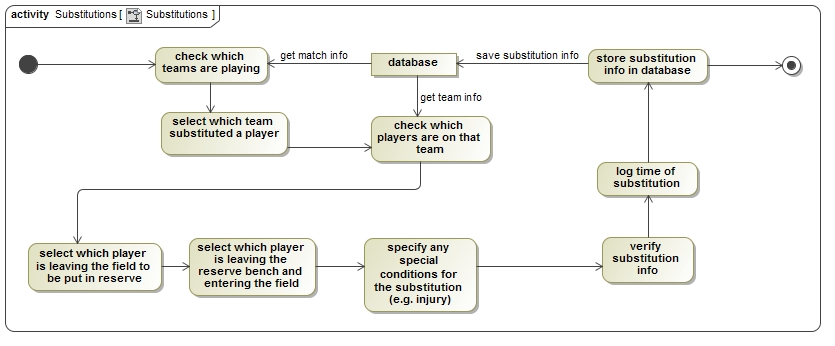 activity Substitutions [ Substitutions ]
check which
teams are playing
get match info
database
save substitution info
store substitution
info in database
get team info
select which team
substituted a player
check which
players are on that
team
log time of
substitution
select which player
is leaving the field to
be put in reserve
select which player
is leaving the
reserve bench and
entering the field
specify any
special
conditions for
the substitution
(e.g. injury)
verify
substitution
info